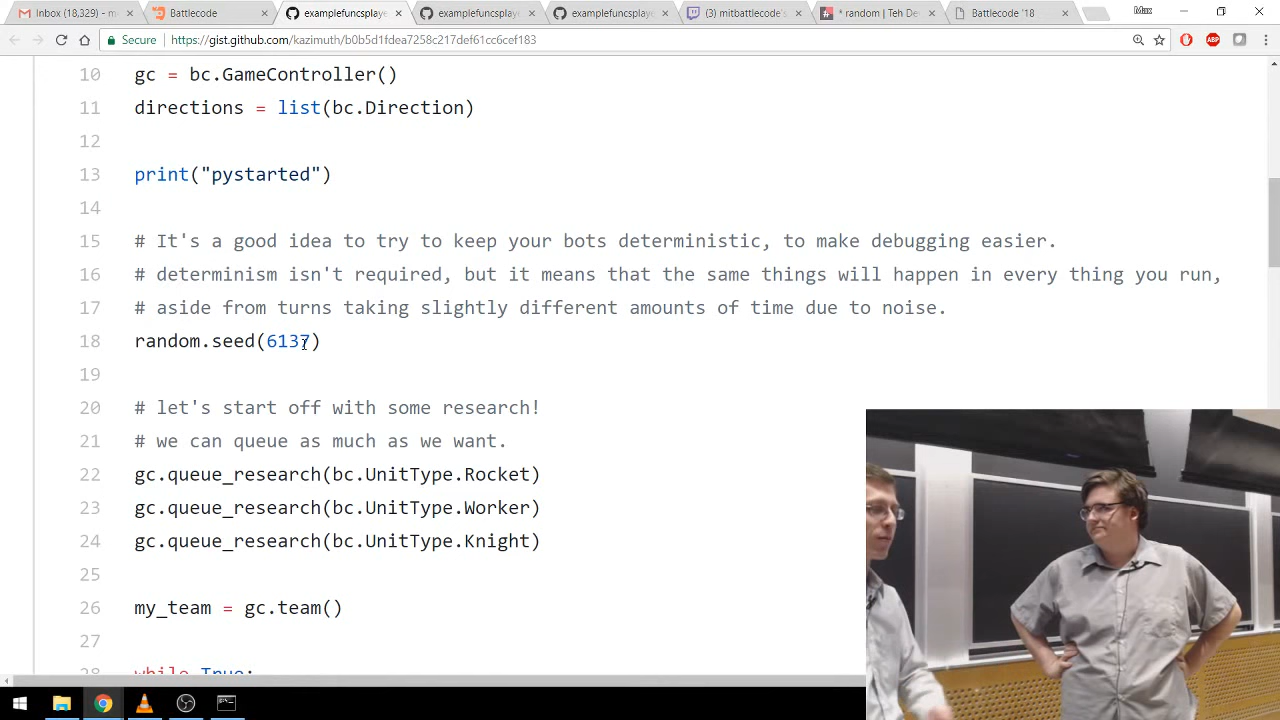 Inbox (18,329) - m
Battlecode
examplefuncsplaye
examplefuncsplaye
examplefuncsplaye
(3) mitbattlecode's
* random | Teh Dev
Battlecode '18
Max
Secure
https://gist.github.com/kazimuth/b0b5d1fdea7258c217def61cc6cef183
10 gc = bc.GameController()
11 directions = list(bc.Direction)
12
13 print("pystarted")
14
15 # It's a good idea to try to keep your bots deterministic, to make debugging easier.
16 # determinism isn't required, but it means that the same things will happen in every thing you run,
17 # aside from turns taking slightly different amounts of time due to noise.
18 random.seed(6137)
19
20 # let's start off with some research!
21 # we can queue as much as we want.
22 gc.queue_research(bc.UnitType.Rocket)
23 gc.queue_research(bc.UnitType.Worker)
24 gc.queue_research(bc.UnitType.Knight)
25
26 my_team = gc.team()
27
28 while True: